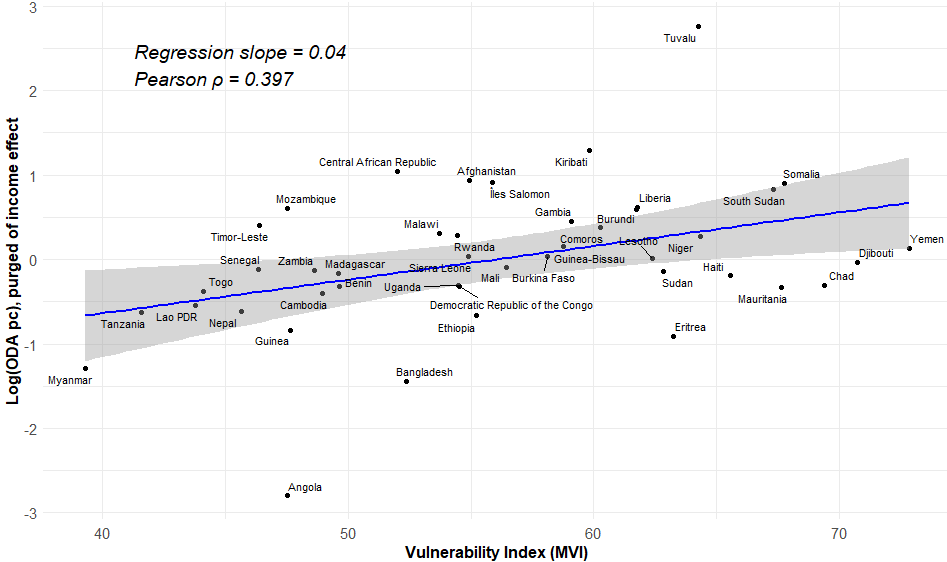 3
2
1
0
-1
-2
-3
Log(ODA pc), purged of income effect
Regression slope = 0.04
Pearson ρ = 0.397
Tuvalu
Central African Republic
Kiribati
Afghanistan
Somalia
Îles Salomon
Mozambique
Liberia
South Sudan
Gambia
Burundi
Malawi
Timor-Leste
Comoros
Lesotho
Rwanda
Niger
Yemen
Djibouti
Senegal
Zambia
Madagascar
Sierra Leone
Guinea-Bissau
Haiti
Togo
Benin
Uganda
Mali
Burkina Faso
Sudan
Chad
Mauritania
Cambodia
Democratic Republic of the Congo
Tanzania
Lao PDR
Nepal
Ethiopia
Eritrea
Guinea
Myanmar
Bangladesh
Angola
40
50
60
70
Vulnerability Index (MVI)